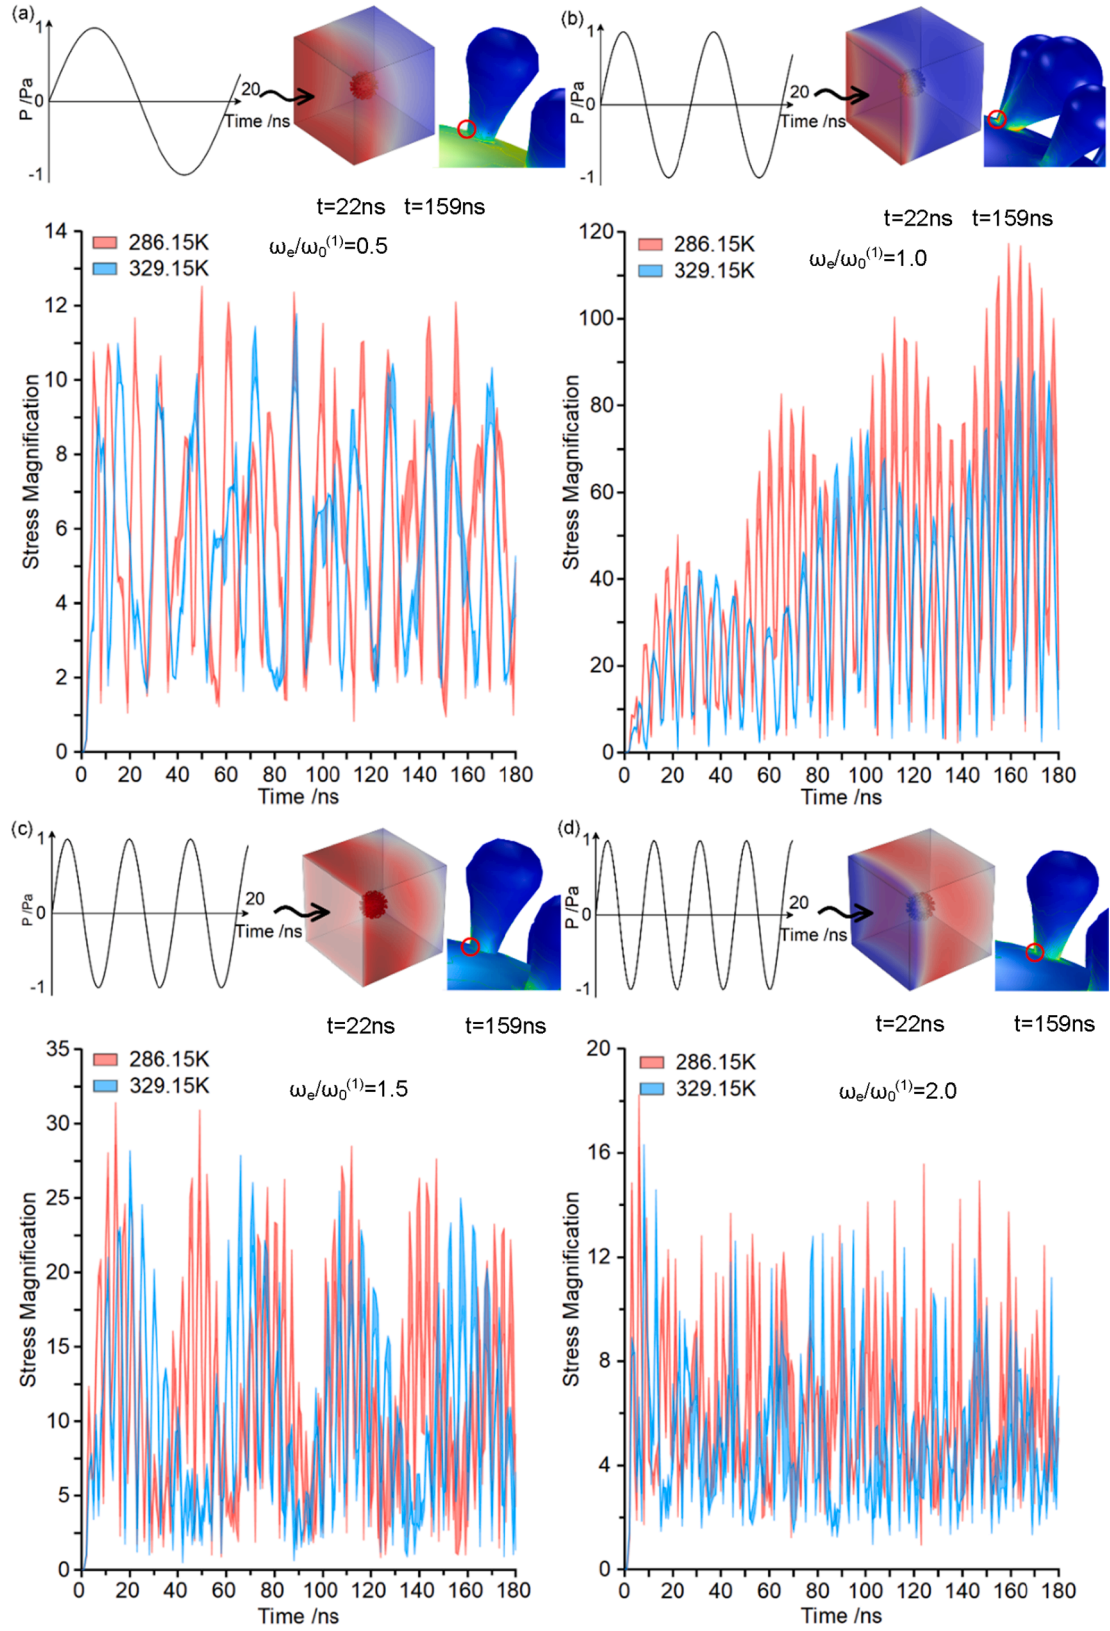 (a)
1
P /Pa
0
-1
20
Time /ns
t=22ns t=159ns
14
12
10
8
6
4
2
0
Stress Magnification
286.15K
329.15K
ωe/ω0(1)=0.5
0 20 40 60 80 100 120 140 160 180
Time /ns
(b)
1
P /Pa
0
-1
20
Time /ns
t=22ns t=159ns
120
100
80
60
40
20
0
Stress Magnification
286.15K
329.15K
ωe/ω0(1)=1.0
0 20 40 60 80 100 120 140 160 180
Time /ns
(c)
1
P /Pa
0
-1
20
Time /ns
t=22ns t=159ns
35
30
25
20
15
10
5
0
Stress Magnification
286.15K
329.15K
ωe/ω0(1)=1.5
0 20 40 60 80 100 120 140 160 180
Time /ns
(d)
1
P /Pa
0
-1
20
Time /ns
t=22ns t=159ns
20
16
12
8
4
0
Stress Magnification
286.15K
329.15K
ωe/ω0(1)=2.0
0 20 40 60 80 100 120 140 160 180
Time /ns